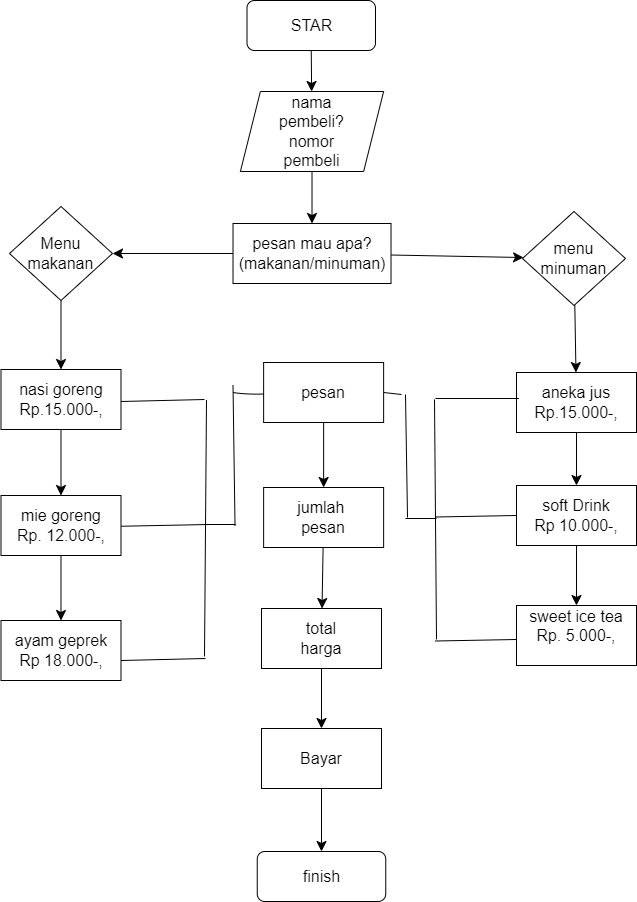 STAR
nama
pembeli?
nomor
pembeli
Menu
makanan
pesan mau apa?
(makanan/minuman)
menu
minuman
nasi goreng
Rp.15.000-,
pesan
aneka jus
Rp.15.000-,
mie goreng
Rp. 12.000-,
jumlah
pesan
soft Drink
Rp 10.000-,
ayam geprek
Rp 18.000-,
total
harga
sweet ice tea
Rp. 5.000-,
Bayar
finish